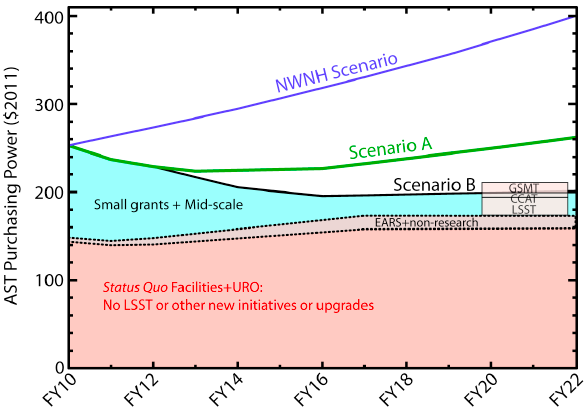 400
300
200
100
0
AST Purchasing Power ($2011)
NWNH Scenario
Scenario A
Scenario B
GSMT
CCAT
LSST
Small grants + Mid-scale
EARS+non-research
Status Quo Facilities+URO:
No LSST or other new initiatives or upgrades
FY10
FY12
FY14
FY16
FY18
FY20
FY22